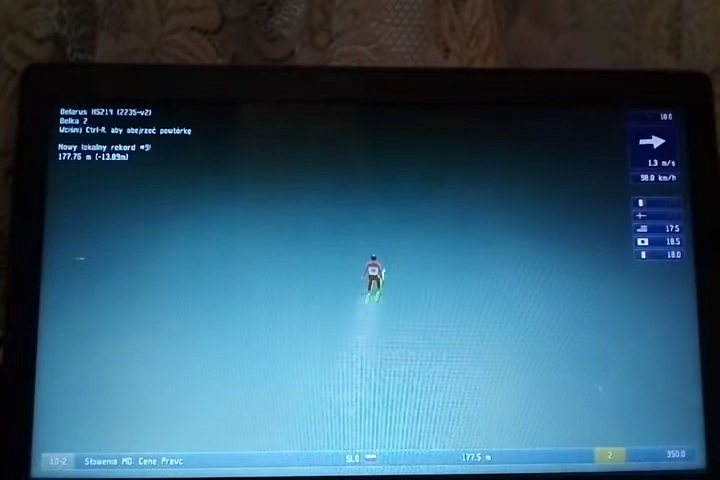 Belarus HS214 (2235-v2)
Belka 2
Wciśnij Ctrl-R, aby obejrzeć powtórkę
Nowy lokalny rekord #9!
177.76 m (-13.89m)
10.0
1.3 m/s
98.0 km/h
17.5
18.5
18.0
10-2 Słowenia MD Cene Prevc SLO 177.5 m 2 350.0